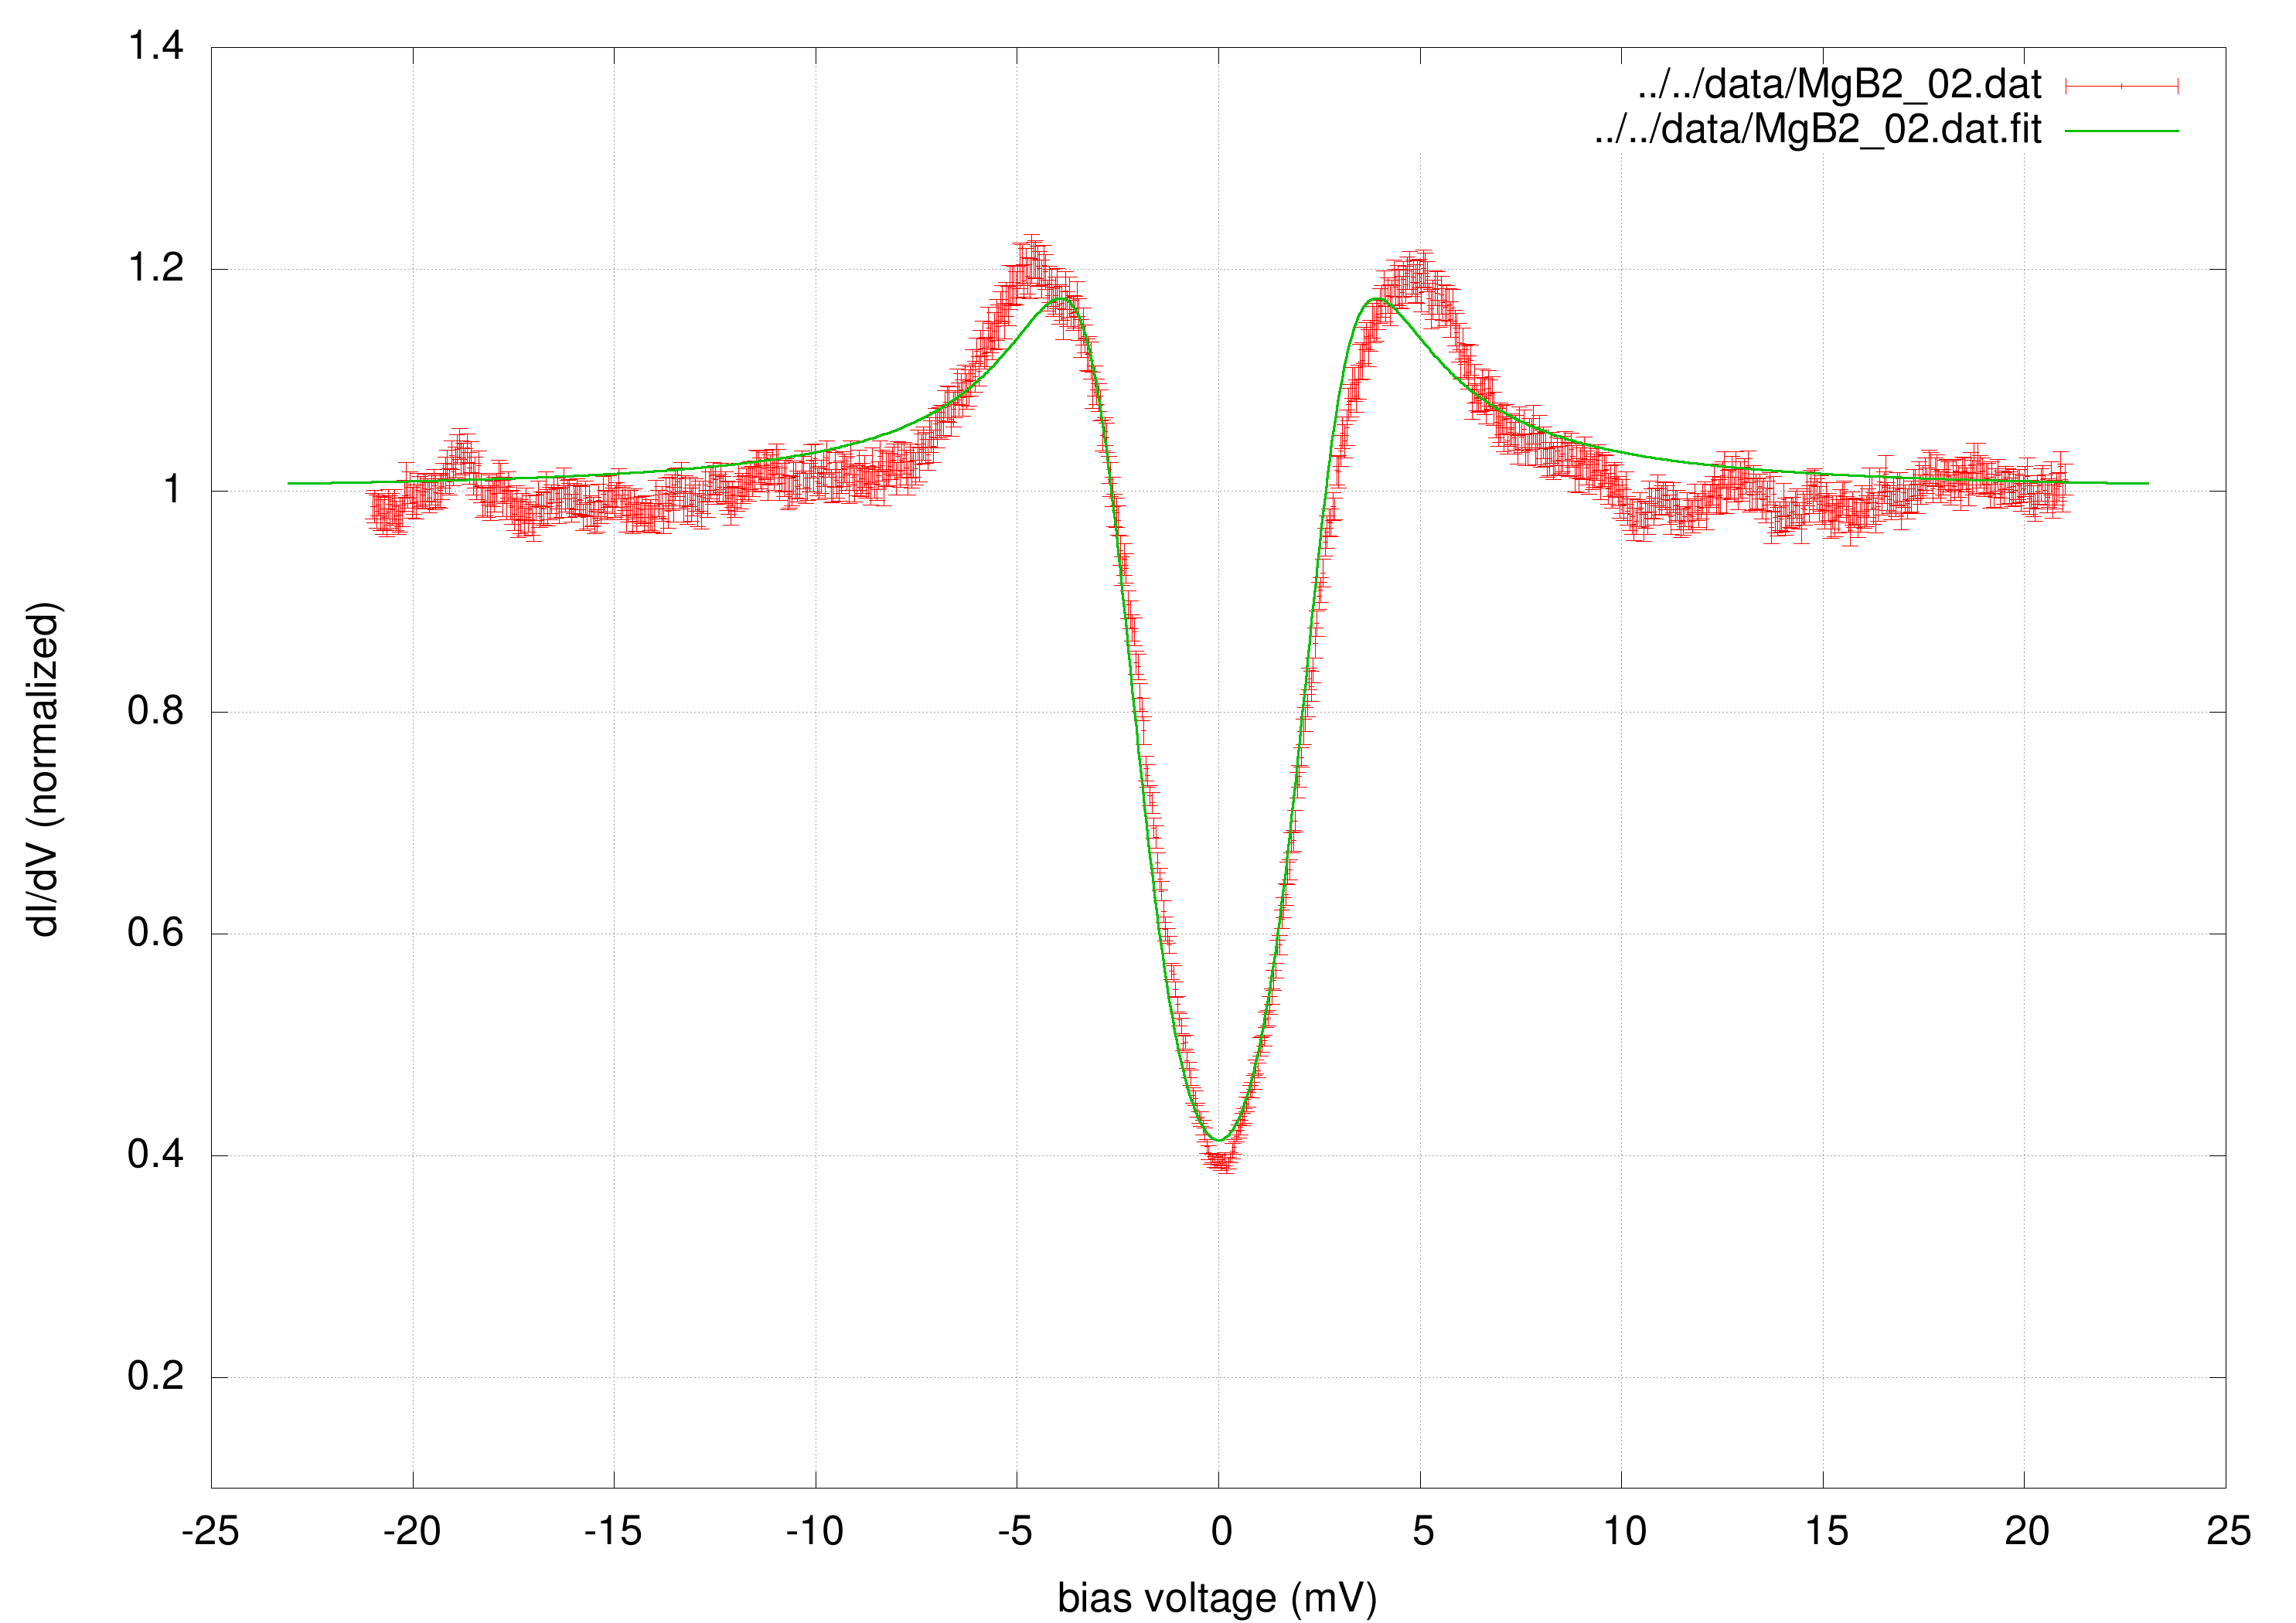 1.4
1.2
1
0.8
0.6
0.4
0.2
../../data/MgB2_02.dat
../../data/MgB2_02.dat.fit
dI/dV (normalized)
-25 -20 -15 -10 -5 0 5 10 15 20 25
bias voltage (mV)